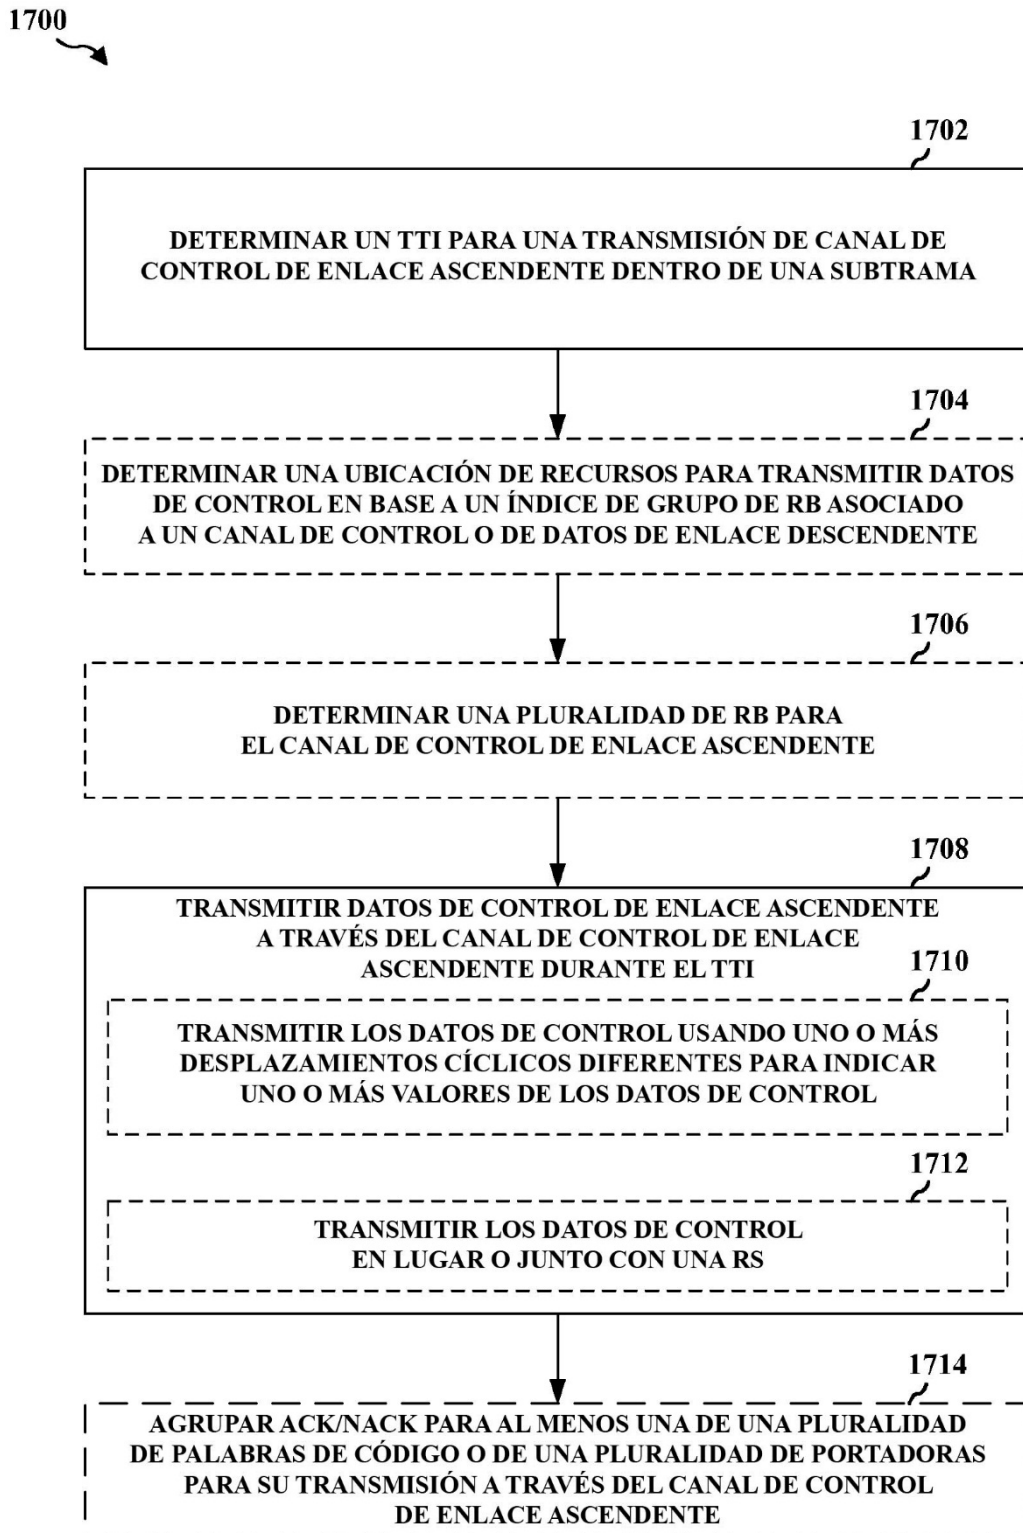 1700
1702
DETERMINAR UN TTI PARA UNA TRANSMISIÓN DE CANAL DE
CONTROL DE ENLACE ASCENDENTE DENTRO DE UNA SUBTRAMA
1704
DETERMINAR UNA UBICACIÓN DE RECURSOS PARA TRANSMITIR DATOS
DE CONTROL EN BASE A UN ÍNDICE DE GRUPO DE RB ASOCIADO
A UN CANAL DE CONTROL O DE DATOS DE ENLACE DESCENDENTE
1706
DETERMINAR UNA PLURALIDAD DE RB PARA
EL CANAL DE CONTROL DE ENLACE ASCENDENTE
1708
TRANSMITIR DATOS DE CONTROL DE ENLACE ASCENDENTE
A TRAVÉS DEL CANAL DE CONTROL DE ENLACE
ASCENDENTE DURANTE EL TTI
1710
TRANSMITIR LOS DATOS DE CONTROL USANDO UNO O MÁS
DESPLAZAMIENTOS CÍCLICOS DIFERENTES PARA INDICAR
UNO O MÁS VALORES DE LOS DATOS DE CONTROL
1712
TRANSMITIR LOS DATOS DE CONTROL
EN LUGAR O JUNTO CON UNA RS
1714
AGRUPAR ACK/NACK PARA AL MENOS UNA DE UNA PLURALIDAD
DE PALABRAS DE CÓDIGO O DE UNA PLURALIDAD DE PORTADORAS
PARA SU TRANSMISIÓN A TRAVÉS DEL CANAL DE CONTROL
DE ENLACE ASCENDENTE